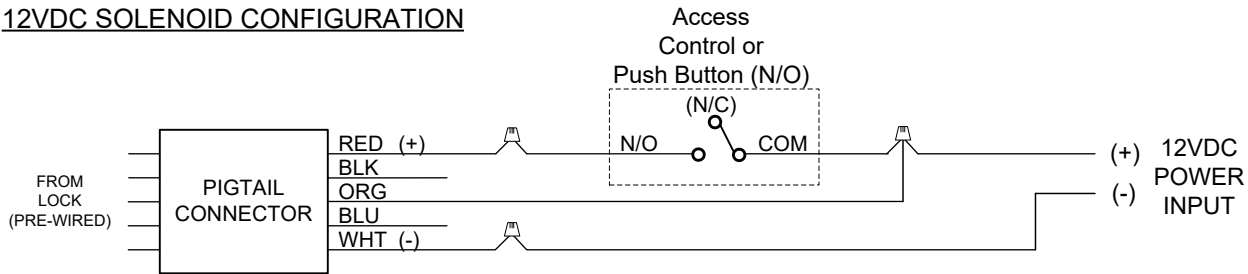 12VDC SOLENOID CONFIGURATION
Access
Control or
Push Button (N/O)
(N/C)
N/O
COM
RED (+)
BLK
ORG
BLU
WHT (-)
FROM
LOCK
(PRE-WIRED)
PIGTAIL
CONNECTOR
(+)
(-)
12VDC
POWER
INPUT